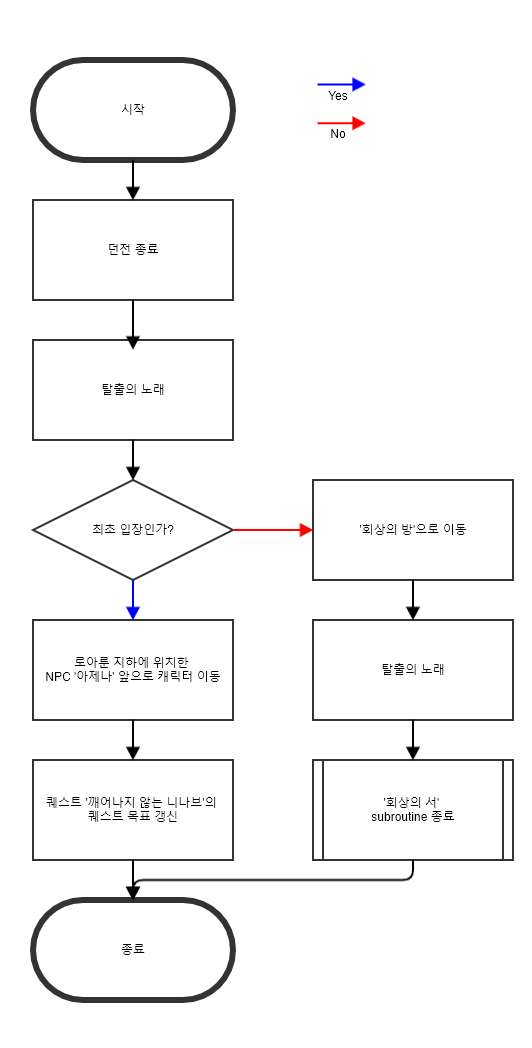 시작
Yes
No
던전 종료
탈출의 노래
최초 입장인가?
'회상의 방'으로 이동
로아룬 지하에 위치한
NPC '아제나' 앞으로 캐릭터 이동
탈출의 노래
퀘스트 '깨어나지 않는 니나브'의
퀘스트 목표 갱신
'회상의 서'
subroutine 종료
종료